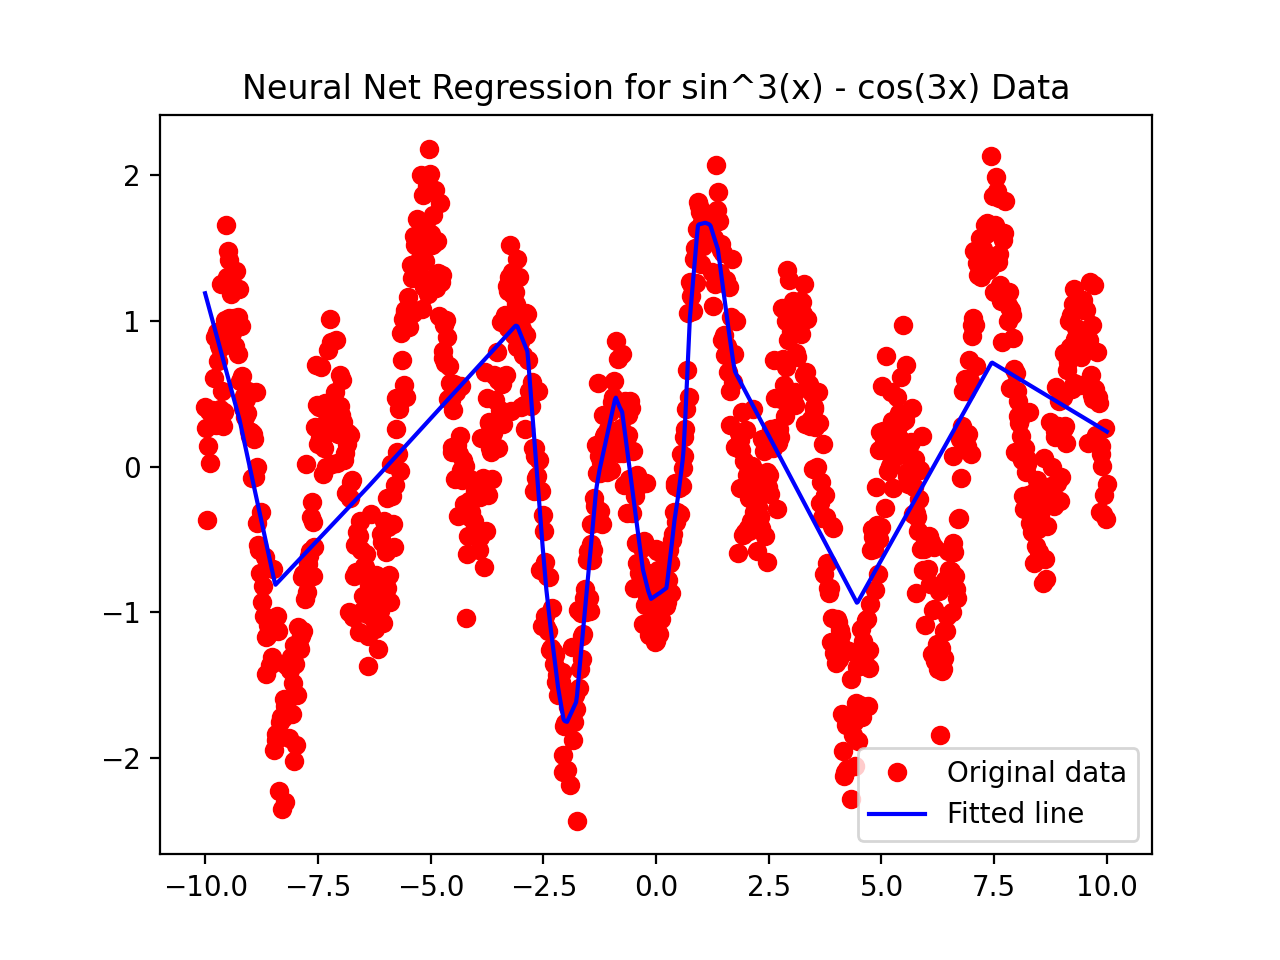 Neural Net Regression for sin^3(x) - cos(3x) Data
2
1
0
−1
−2
Original data
Fitted line
−10.0 −7.5 −5.0 −2.5 0.0 2.5 5.0 7.5 10.0